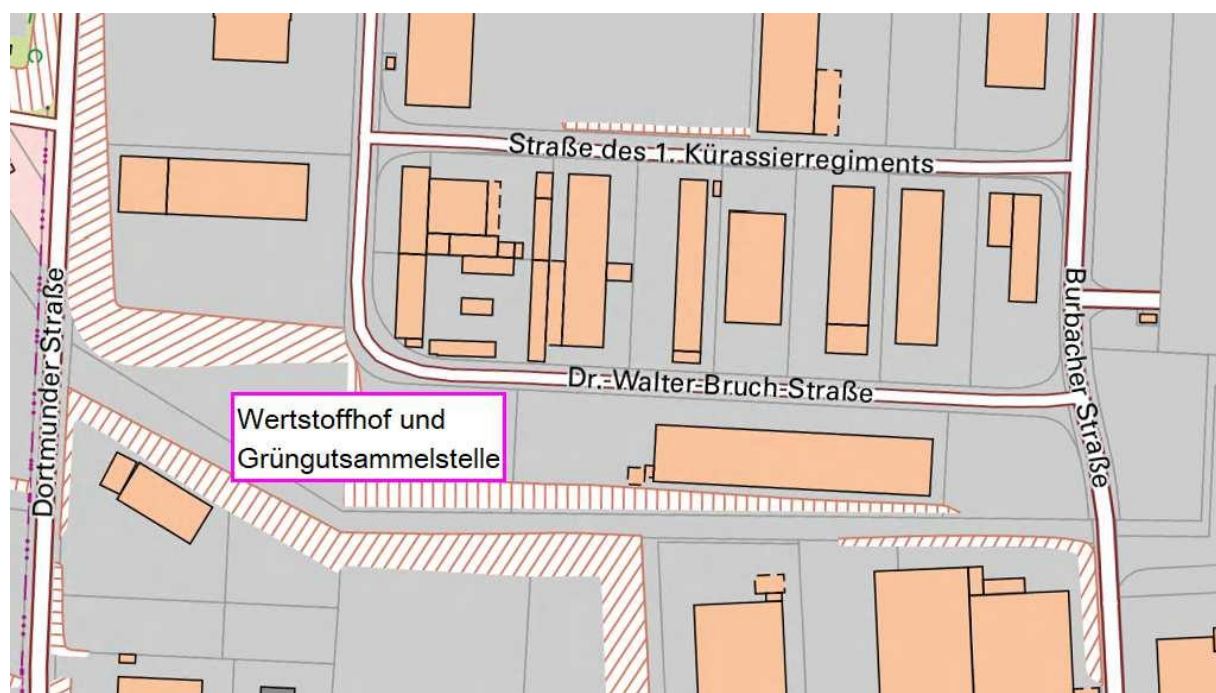 Straße des 1. Kürassierregiments
Dortmunder Straße
Burbacher Straße
Dr.-Walter-Bruch-Straße
Wertstoffhof und
Grüngutsammelstelle